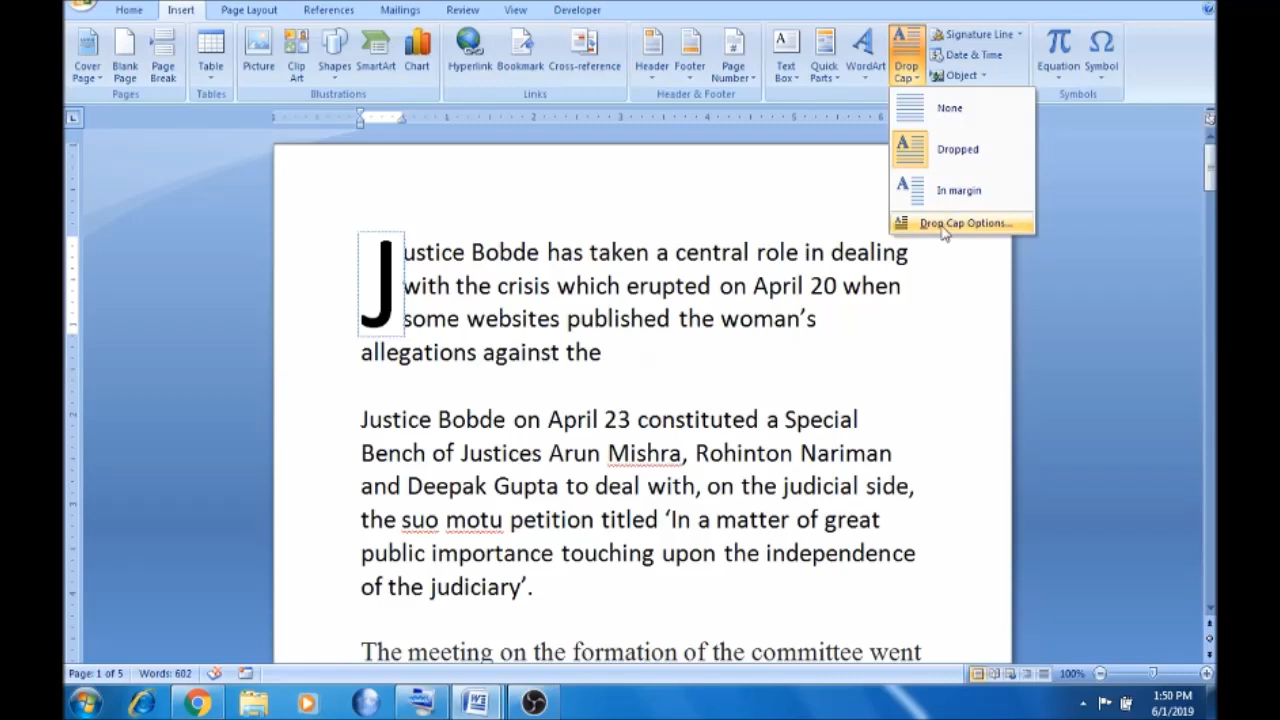 Home Insert Page Layout References Mailings Review View Developer
Cover Page Blank Page Page Break Table Picture Clip Art Shapes SmartArt Chart Hyperlink Bookmark Cross-reference Header Footer Page Number Text Box Quick Parts WordArt Drop Cap
Signature Line
Date & Time
Object
Equation Symbol
Pages Tables Illustrations Links Header & Footer Symbols
None
Dropped
In margin
Drop Cap Options...
1 1 2 3 4 5 6
Justice Bobde has taken a central role in dealing
with the crisis which erupted on April 20 when
some websites published the woman’s
allegations against the
Justice Bobde on April 23 constituted a Special
Bench of Justices Arun Mishra, Rohinton Nariman
and Deepak Gupta to deal with, on the judicial side,
the suo motu petition titled ‘In a matter of great
public importance touching upon the independence
of the judiciary’.
The meeting on the formation of the committee went
Page: 1 of 5 Words: 602 100%
1:50 PM
6/1/2019